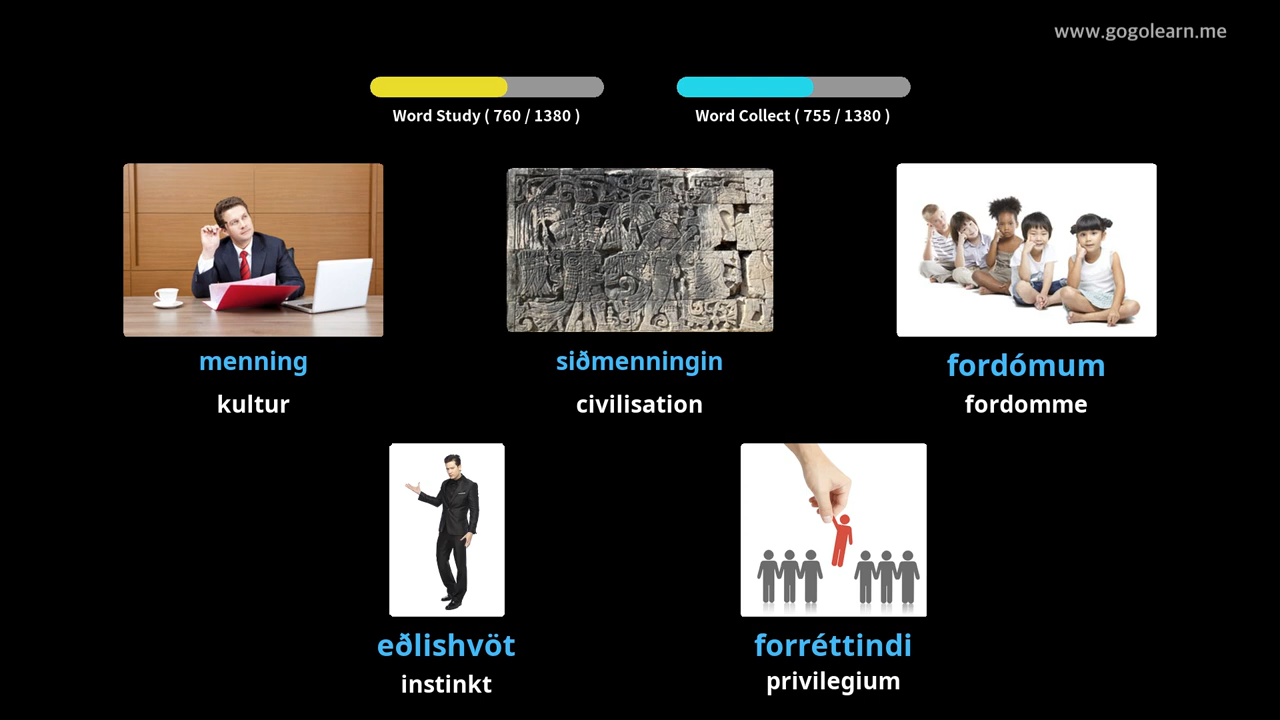 www.gogolearn.me
Word Study ( 760 / 1380 )
Word Collect ( 755 / 1380 )
menning
siðmenningin
fordómum
kultur
civilisation
fordomme
eðlishvöt
forréttindi
instinkt
privilegium